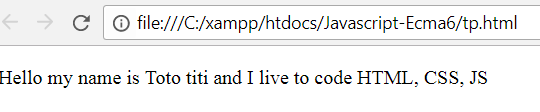 file:///C:/xampp/htdocs/Javascript-Ecma6/tp.html
Hello my name is Toto titi and I live to code HTML, CSS, JS